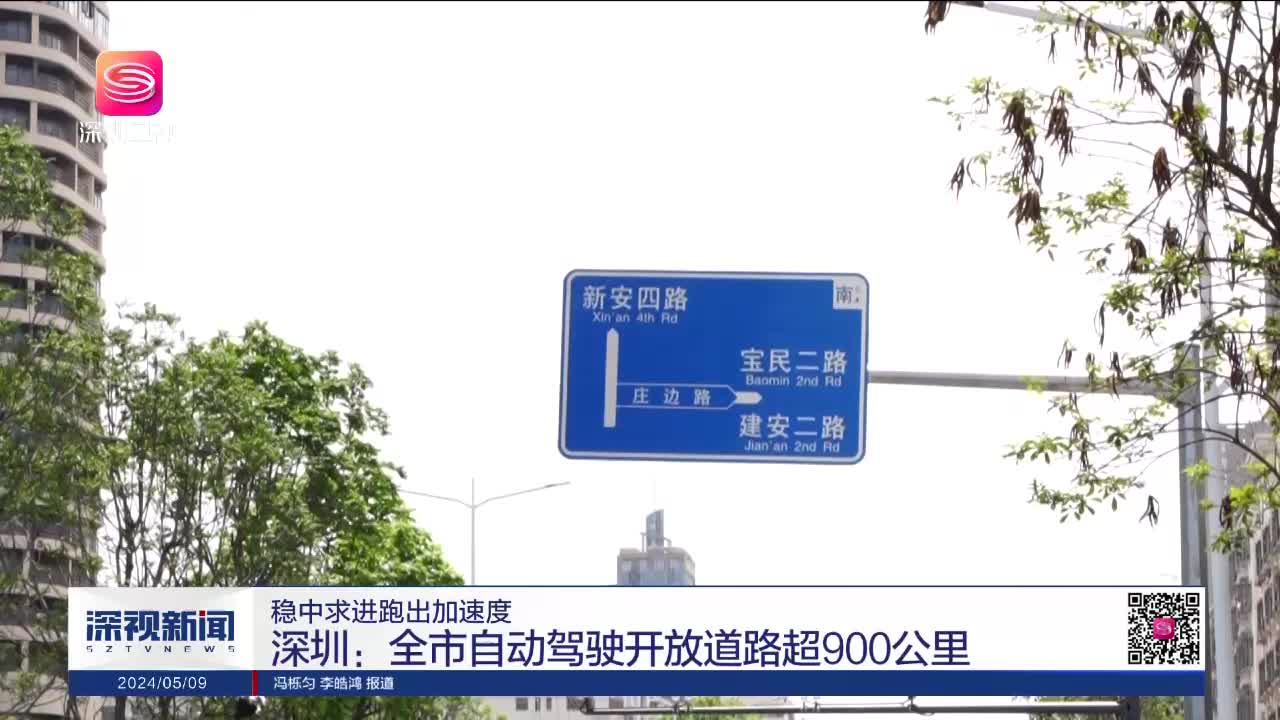 新安四路
Xin'an 4th Rd
南
宝民二路
Baomin 2nd Rd
庄边路
建安二路
Jian'an 2nd Rd
深视新闻
SZTVNEWS
稳中求进跑出加速度
深圳：全市自动驾驶开放道路超900公里
2024/05/09
冯栎匀 李皓鸿 报道